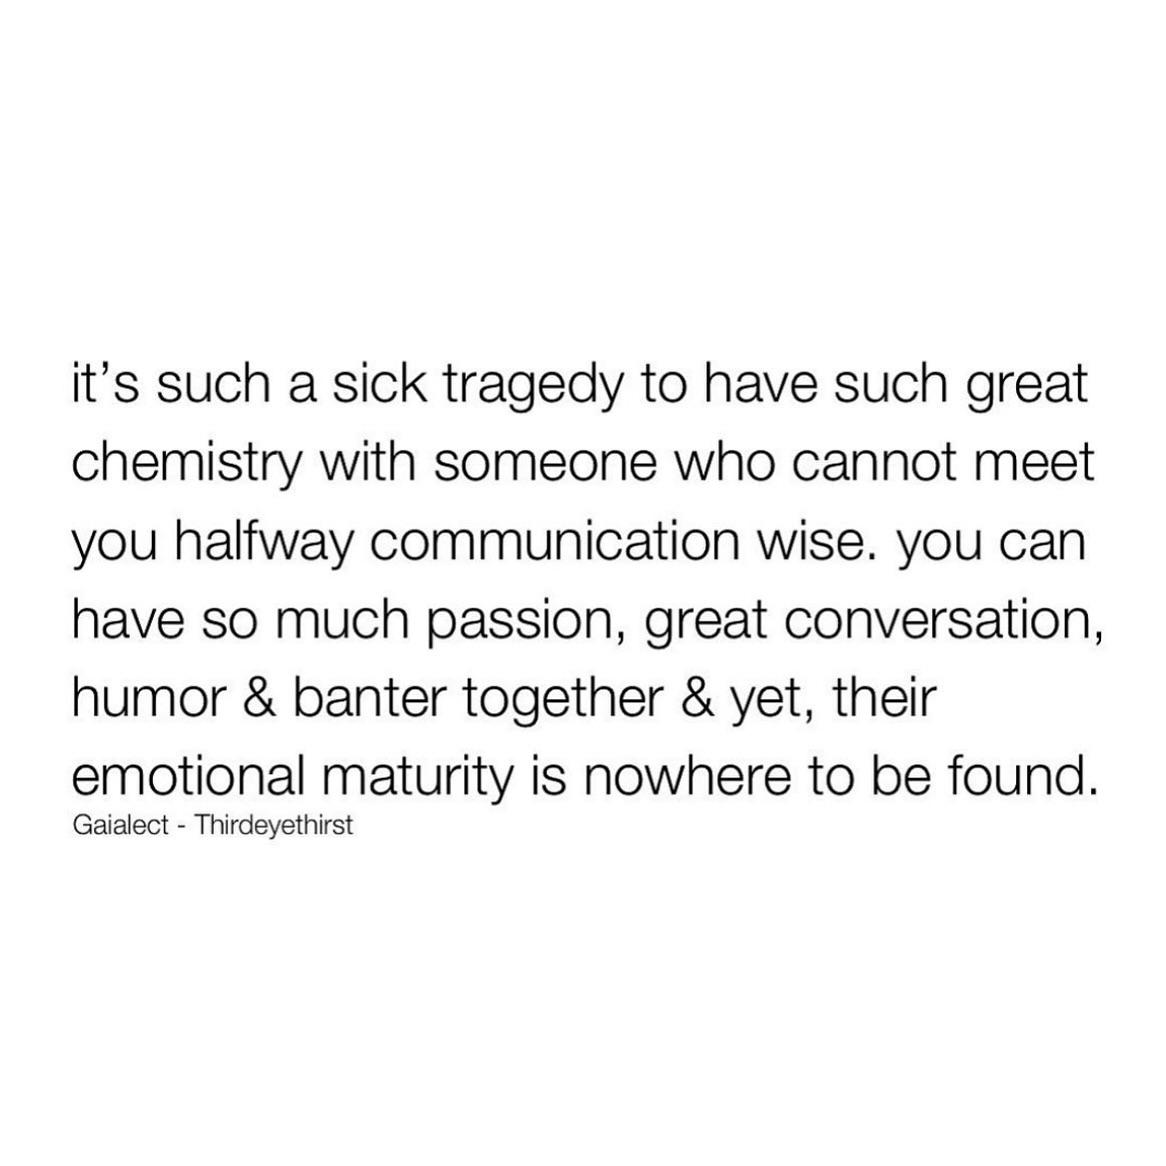 it’s such a sick tragedy to have such great
chemistry with someone who cannot meet
you halfway communication wise. you can
have so much passion, great conversation,
humor & banter together & yet, their
emotional maturity is nowhere to be found.
Gaialect - Thirdeyethirst